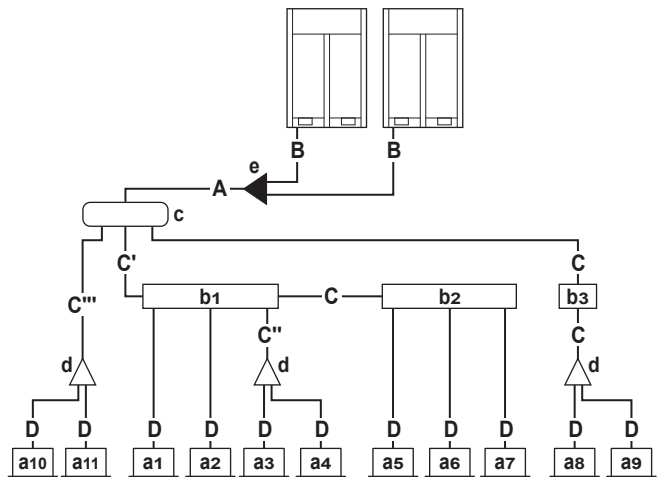 B B
e
A
c
C' C
C''' b1 C b2 b3
C'' C
d d d
D D D D D D D D D D D
a10 a11 a1 a2 a3 a4 a5 a6 a7 a8 a9